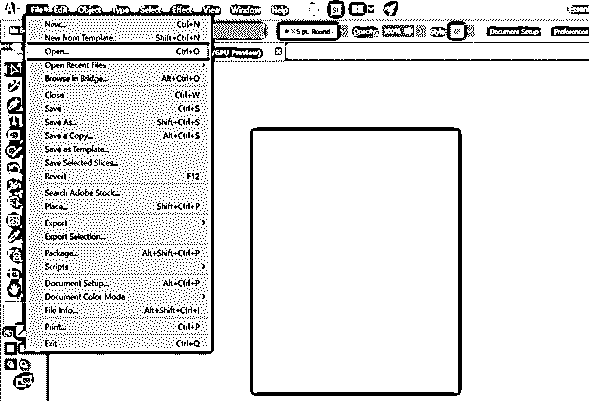 File Edit Object Type Select Effect View Window Help
5 pt. Round Opacity Style Document Setup Preferences
(GPU Preview)
New... Ctrl+N
New from Template... Shift+Ctrl+N
Open... Ctrl+O
Open Recent Files
Browse in Bridge... Alt+Ctrl+O
Close Ctrl+W
Save Ctrl+S
Save As... Shift+Ctrl+S
Save a Copy... Alt+Ctrl+S
Save as Template...
Save Selected Slices...
Revert F12
Search Adobe Stock...
Place... Shift+Ctrl+P
Export
Export Selection...
Package... Alt+Shift+Ctrl+P
Scripts
Document Setup... Alt+Ctrl+P
Document Color Mode
File Info... Alt+Shift+Ctrl+I
Print... Ctrl+P
Exit Ctrl+Q